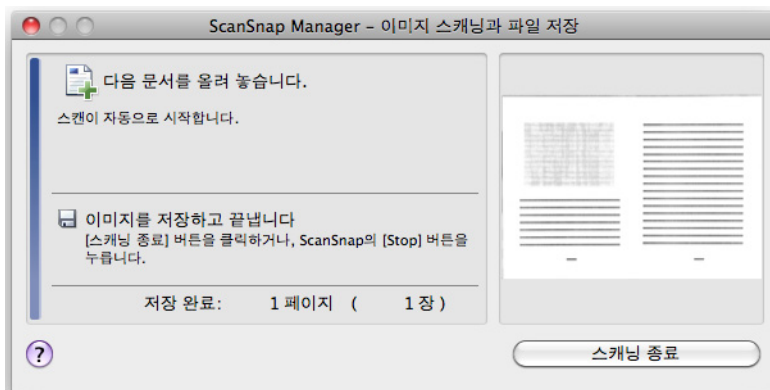 ScanSnap Manager – 이미지 스캐닝과 파일 저장
다음 문서를 올려 놓습니다.
스캔이 자동으로 시작합니다.
이미지를 저장하고 끝냅니다
[스캐닝 종료] 버튼을 클릭하거나, ScanSnap의 [Stop] 버튼을
누릅니다.
저장 완료: 1 페이지 ( 1 장 )
?
스캐닝 종료